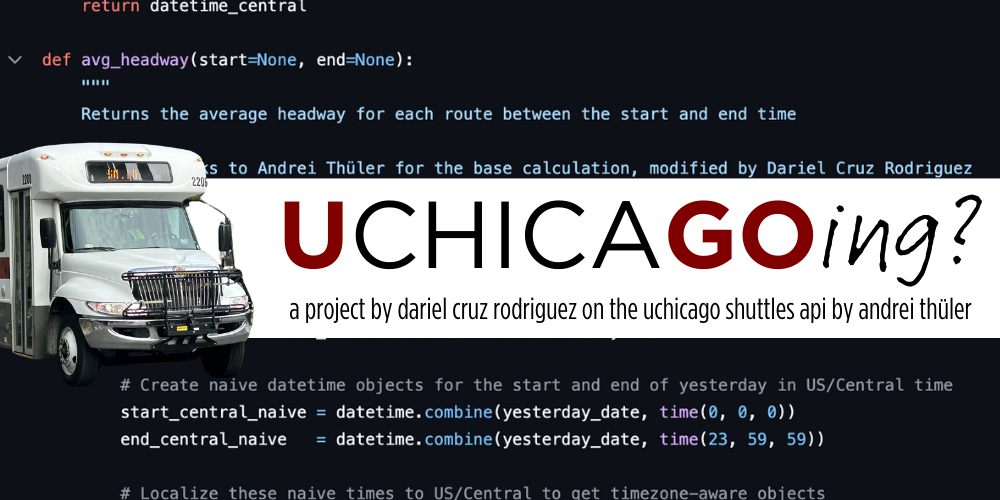 return datetime_central
def avg_headway(start=None, end=None):
"""
Returns the average headway for each route between the start and end time
ks to Andrei Thüler for the base calculation, modified by Dariel Cruz Rodriguez
2200
2206
UCHICAGOing?
a project by dariel cruz rodriguez on the uchicago shuttles api by andrei thüler
# Create naive datetime objects for the start and end of yesterday in US/Central time
start_central_naive = datetime.combine(yesterday_date, time(0, 0, 0))
end_central_naive   = datetime.combine(yesterday_date, time(23, 59, 59))
# Localize these naive times to US/Central to get timezone-aware objects